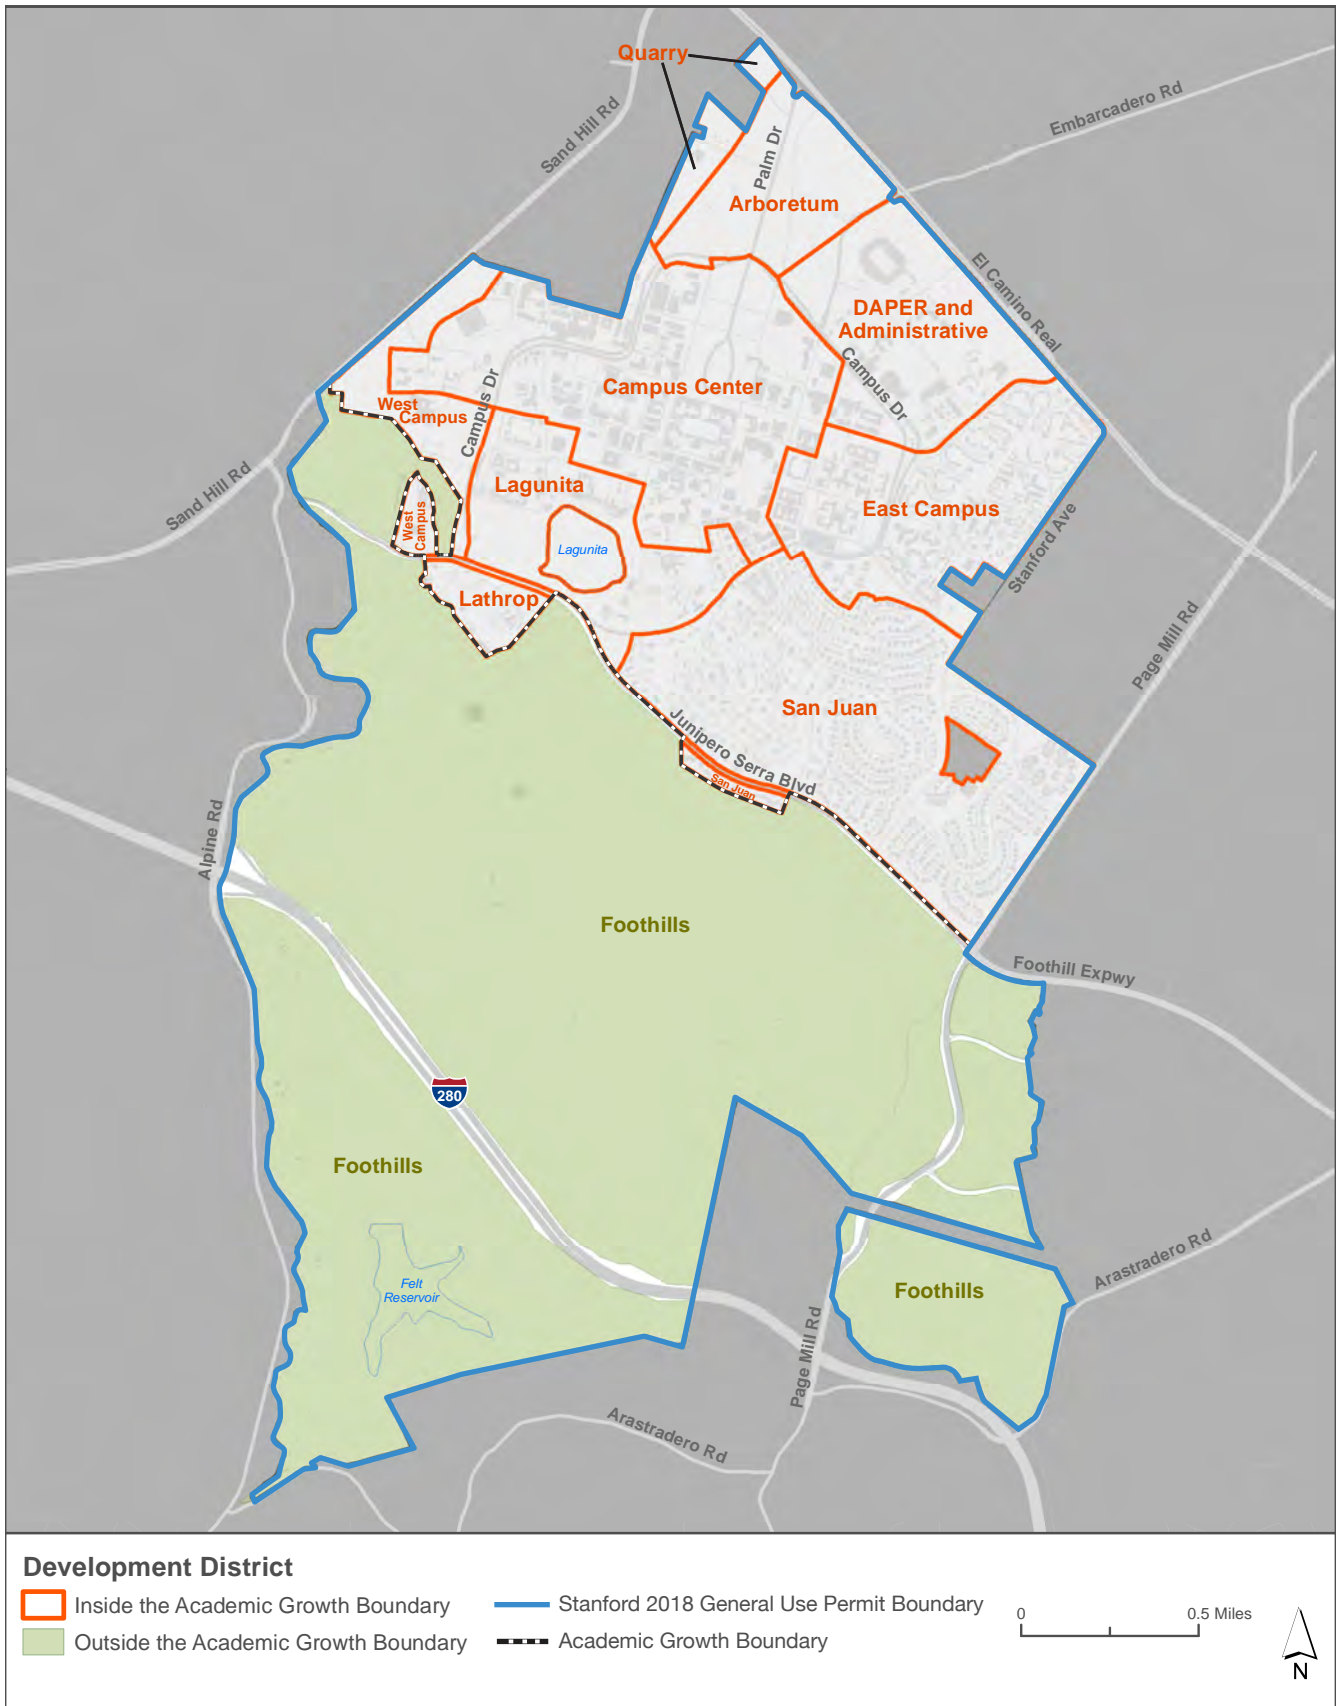 Quarry
Sand Hill Rd
Embarcadero Rd
Palm Dr
Arboretum
El Camino Real
DAPER and
Administrative
Campus Dr
Campus Center
Campus Dr
West
Campus
Sand Hill Rd
Lagunita
East Campus
West
Campus
Lagunita
Stanford Ave
Lathrop
Page Mill Rd
San Juan
Junipero Serra Blvd
San Juan
Alpine Rd
Foothills
Foothill Expwy
280
Foothills
Arastradero Rd
Felt
Reservoir
Foothills
Page Mill Rd
Arastradero Rd
Development District
Inside the Academic Growth Boundary
Outside the Academic Growth Boundary
Stanford 2018 General Use Permit Boundary
Academic Growth Boundary
0 0.5 Miles
N